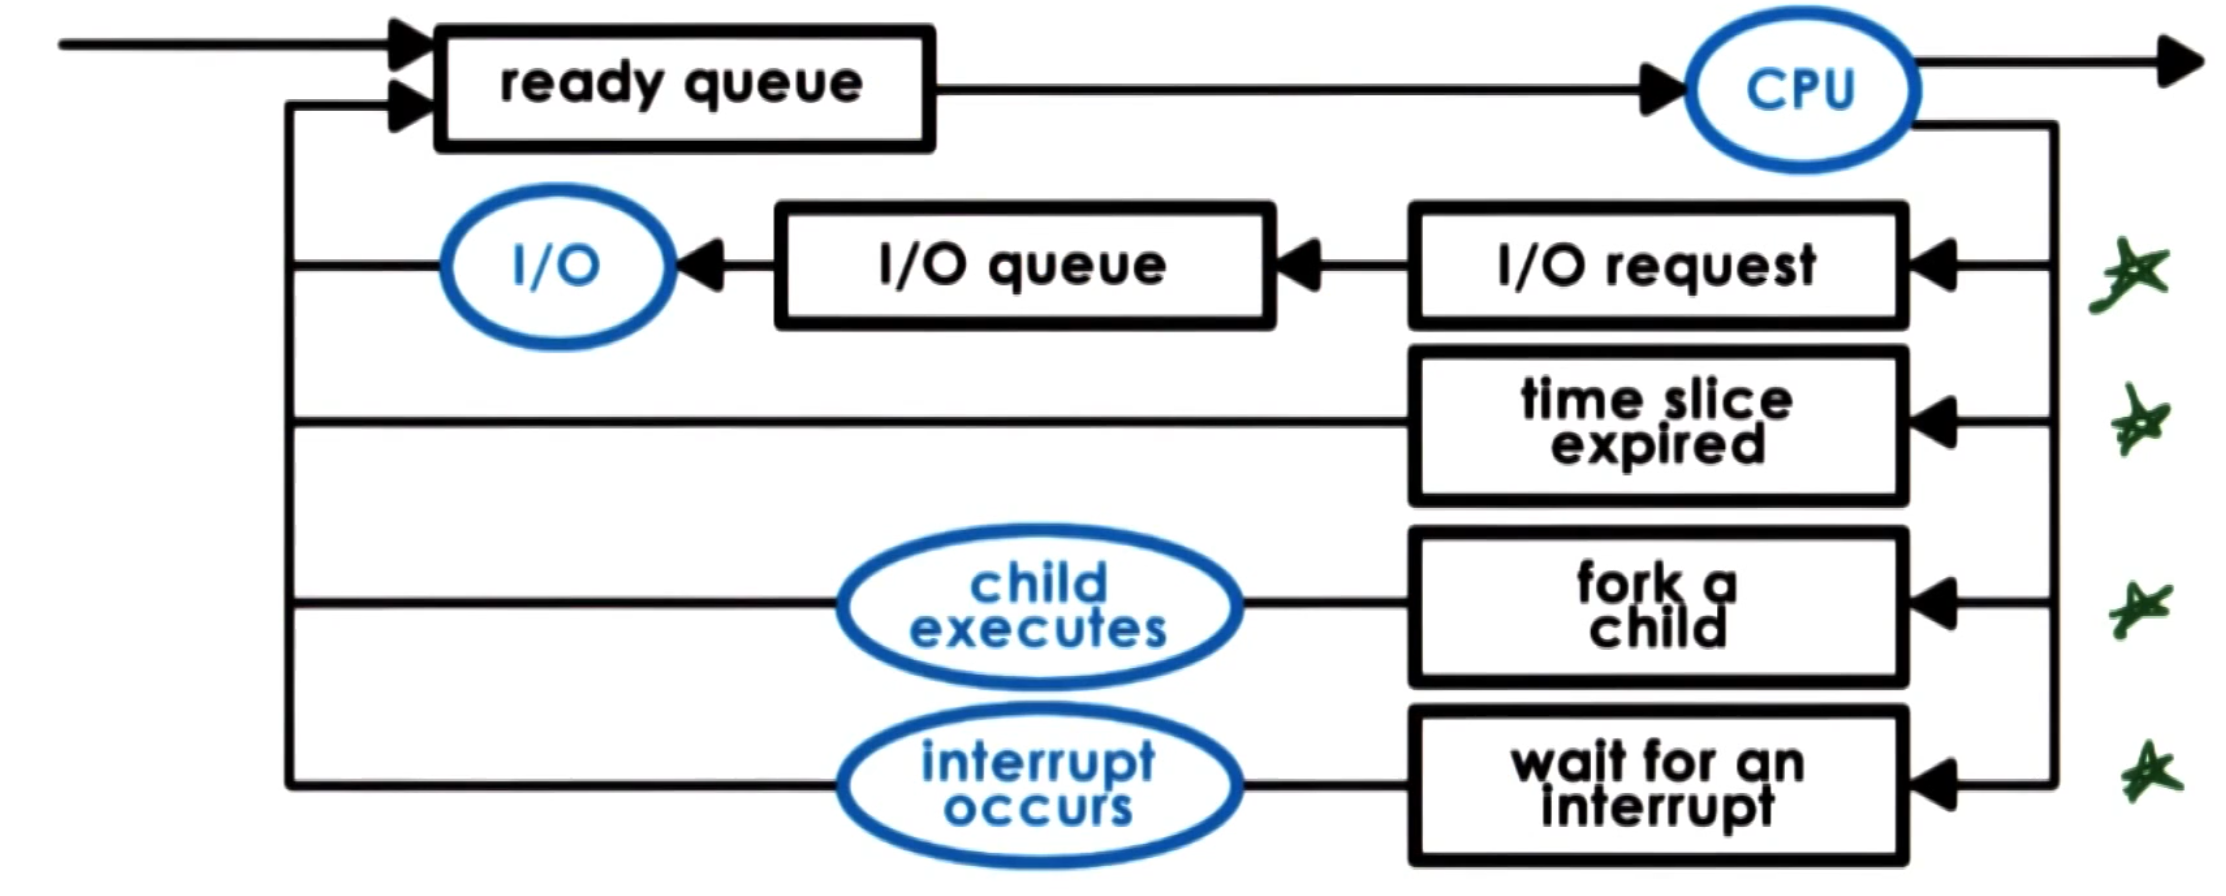 ready queue
CPU
I/O
I/O queue
I/O request
time slice
expired
child
executes
fork a
child
interrupt
occurs
wait for an
interrupt